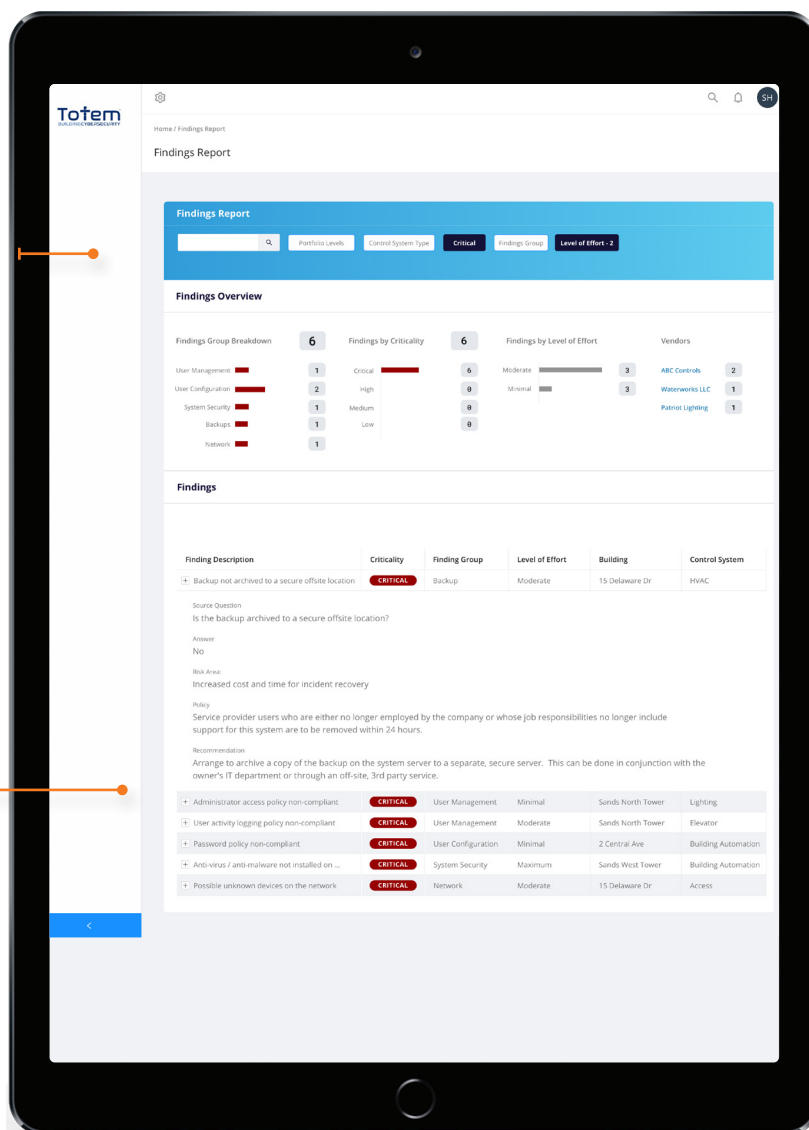 Totem
BUILDINGCYBERSECURITY
SH
Home / Findings Report
Findings Report
Findings Report
Portfolio Levels
Control System Type
Critical
Findings Group
Level of Effort - 2
Findings Overview
Findings Group Breakdown 6
User Management 1
User Configuration 2
System Security 1
Backups 1
Network 1
Findings by Criticality 6
Critical 6
High 0
Medium 0
Low 0
Findings by Level of Effort
Moderate 3
Minimal 3
Vendors
ABC Controls 2
Waterworks LLC 1
Patriot Lighting 1
Findings
Finding Description Criticality Finding Group Level of Effort Building Control System
Backup not archived to a secure offsite location CRITICAL Backup Moderate 15 Delaware Dr HVAC
Source Question
Is the backup archived to a secure offsite location?
Answer
No
Risk Area:
Increased cost and time for incident recovery
Policy
Service provider users who are either no longer employed by the company or whose job responsibilities no longer include
support for this system are to be removed within 24 hours.
Recommendation
Arrange to archive a copy of the backup on the system server to a separate, secure server. This can be done in conjunction with the
owner's IT department or through an off-site, 3rd party service.
Administrator access policy non-compliant CRITICAL User Management Minimal Sands North Tower Lighting
User activity logging policy non-compliant CRITICAL User Management Moderate Sands North Tower Elevator
Password policy non-compliant CRITICAL User Configuration Minimal 2 Central Ave Building Automation
Anti-virus / anti-malware not installed on ... CRITICAL System Security Maximum Sands West Tower Building Automation
Possible unknown devices on the network CRITICAL Network Moderate 15 Delaware Dr Access